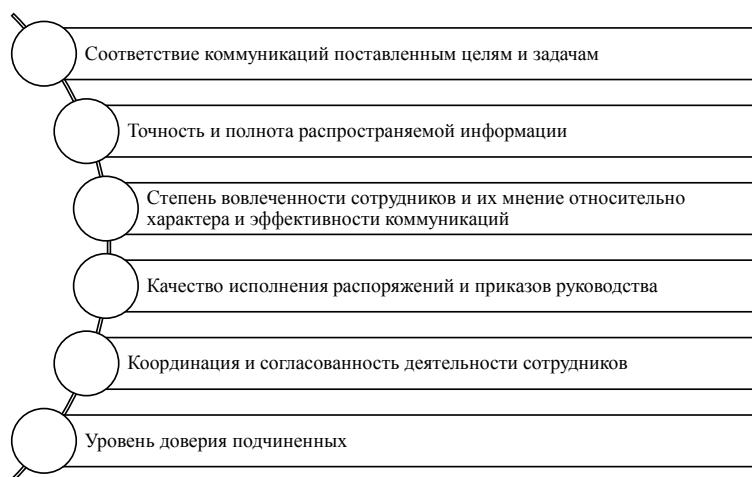 Соответствие коммуникаций поставленным целям и задачам
Точность и полнота распространяемой информации
Степень вовлеченности сотрудников и их мнение относительно
характера и эффективности коммуникаций
Качество исполнения распоряжений и приказов руководства
Координация и согласованность деятельности сотрудников
Уровень доверия подчиненных